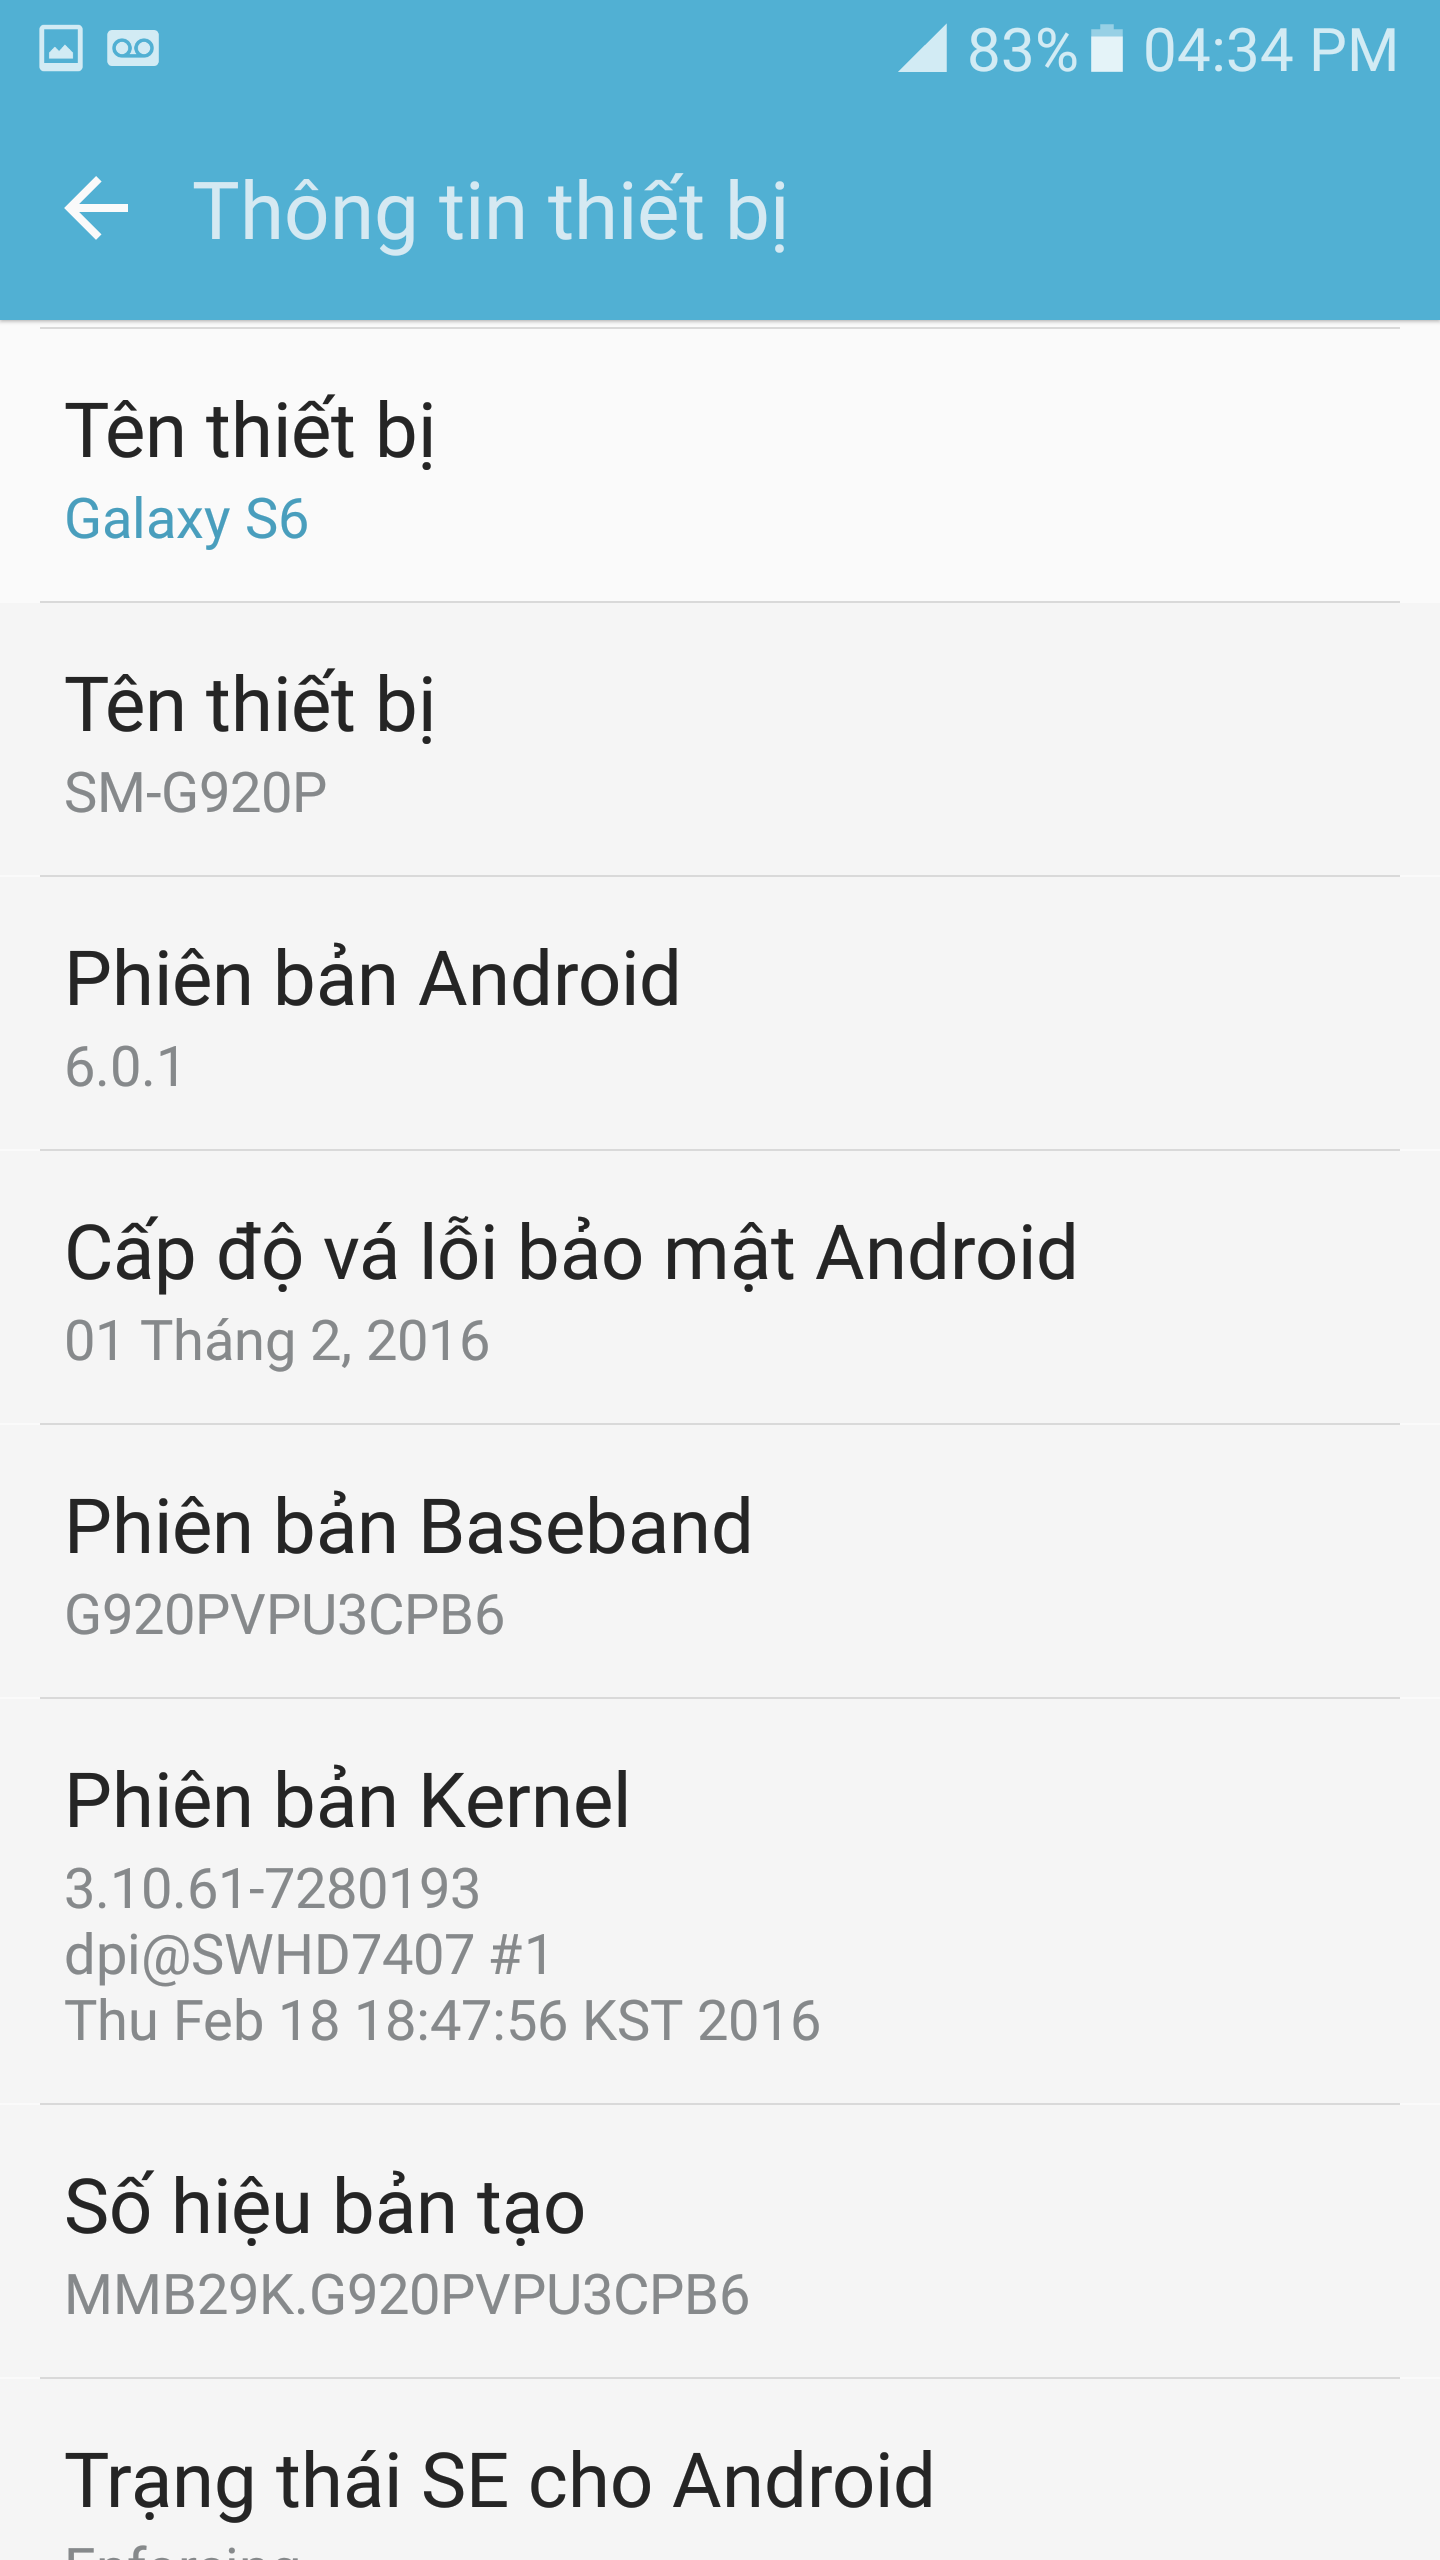 83% 04:34 PM
Thông tin thiết bị
Tên thiết bị
Galaxy S6
Tên thiết bị
SM-G920P
Phiên bản Android
6.0.1
Cấp độ vá lỗi bảo mật Android
01 Tháng 2, 2016
Phiên bản Baseband
G920PVPU3CPB6
Phiên bản Kernel
3.10.61-7280193
dpi@SWHD7407 #1
Thu Feb 18 18:47:56 KST 2016
Số hiệu bản tạo
MMB29K.G920PVPU3CPB6
Trạng thái SE cho Android
Enforcing